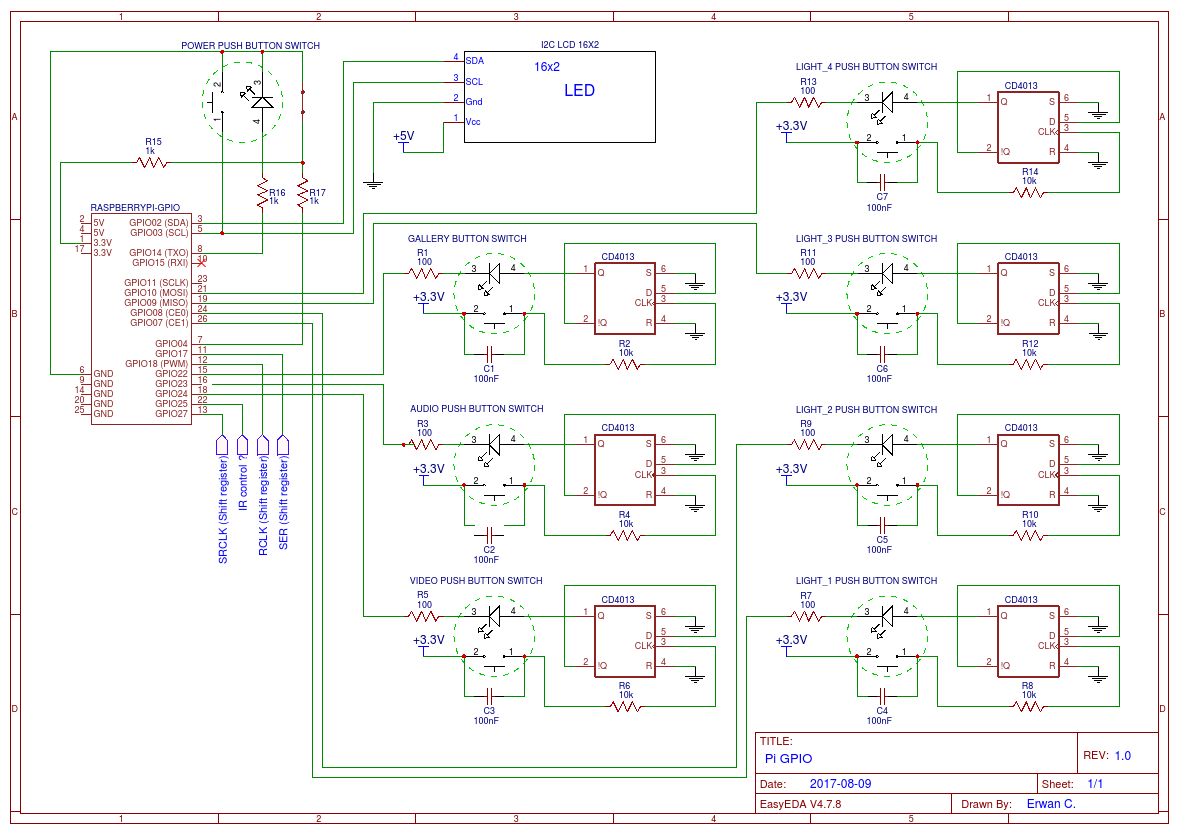 1 2 3 4 5
A
B
C
D
POWER PUSH BUTTON SWITCH
2 3
1 4
R15
1k
R16
1k
R17
1k
I2C LCD 16X2
4 SDA
3 SCL
2 Gnd
1 Vcc
16x2
LED
+5V
RASPBERRYPI-GPIO
2 5V
4 5V
1 3.3V
17 3.3V
6 GND
9 GND
14 GND
20 GND
25 GND
GPIO02 (SDA) 3
GPIO03 (SCL) 5
GPIO14 (TXO) 8
GPIO15 (RXI) 10
GPIO11 (SCLK) 23
GPIO10 (MOSI) 21
GPIO09 (MISO) 19
GPIO08 (CE0) 24
GPIO07 (CE1) 26
GPIO04 7
GPIO17 11
GPIO18 (PWM) 12
GPIO22 15
GPIO23 16
GPIO24 18
GPIO25 22
GPIO27 13
SRCLK (Shift register)
IR control ?
RCLK (Shift register)
SER (Shift register)
GALLERY BUTTON SWITCH
R1
100
3 4
+3.3V
2 1
C1
100nF
CD4013
1 Q S 6
D 5
CLK 3
2 !Q R 4
R2
10k
AUDIO PUSH BUTTON SWITCH
R3
100
3 4
+3.3V
2 1
C2
100nF
CD4013
1 Q S 6
D 5
CLK 3
2 !Q R 4
R4
10k
VIDEO PUSH BUTTON SWITCH
R5
100
3 4
+3.3V
2 1
C3
100nF
CD4013
1 Q S 6
D 5
CLK 3
2 !Q R 4
R6
10k
LIGHT_4 PUSH BUTTON SWITCH
R13
100
3 4
+3.3V
2 1
C7
100nF
CD4013
1 Q S 6
D 5
CLK 3
2 !Q R 4
R14
10k
LIGHT_3 PUSH BUTTON SWITCH
R11
100
3 4
+3.3V
2 1
C6
100nF
CD4013
1 Q S 6
D 5
CLK 3
2 !Q R 4
R12
10k
LIGHT_2 PUSH BUTTON SWITCH
R9
100
3 4
+3.3V
2 1
C5
100nF
CD4013
1 Q S 6
D 5
CLK 3
2 !Q R 4
R10
10k
LIGHT_1 PUSH BUTTON SWITCH
R7
100
3 4
+3.3V
2 1
C4
100nF
CD4013
1 Q S 6
D 5
CLK 3
2 !Q R 4
R8
10k
A
B
C
D
TITLE:
Pi GPIO
REV: 1.0
Date: 2017-08-09
Sheet: 1/1
EasyEDA V4.7.8
Drawn By: Erwan C.
1 2 3 4 5